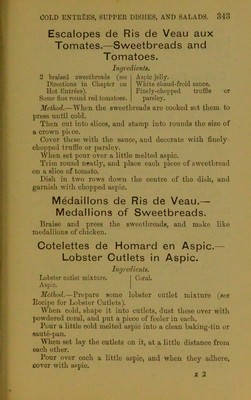 COLD ENTRÉES, SUPPER DISHES, AND SALADS. 343
Escalopes de Ris de Veau aux
Tomates.—Sweetbreads and
Tomatoes.
Ingredients.
2 braised sweetbreads (see
Directions in Chapter on
Hot Entrées).
Some fine round red tomatoes.
Aspic jelly.
White chaud-froid sauce.
Finely-chopped truffle or
parsley.
Method.—When the sweetbreads are cooked set them to
press until cold.
Then cut into slices, and stamp into rounds the size of
a crown piece.
Cover these with the sauce, and decorate with finely-
chopped truffle or parsley.
When set pour over a little melted aspic.
Trim round neatly, and place each piece of sweetbread
on a slice of tomato.
Dish in two rows down the centre of the dish, and
garnish with chopped aspic.
Médaillons de Ris de Veau.—
Medallions of Sweetbreads.
Braise and press the sweetbreads, and make like
medallions of chicken.
Cotelettes de Homard en Aspic.—
Lobster Cutlets in Aspic.
Ingredients.
Lobster cutlet mixture.
Aspic.
Coral.
Method.—Prepare some lobster cutlet mixture (see
Recipe for Lobster Cutlets).
When cold, shape it into cutlets, dust these over with
powdered coral, and put a piece of feeler in each.
Pour a little cold melted aspic into a clean baking-tin or
sauté-pan.
When set lay the cutlets on it, at a little distance from
each other.
Pour over each a little aspic, and when they adhere,
cover with aspic.
Z 2